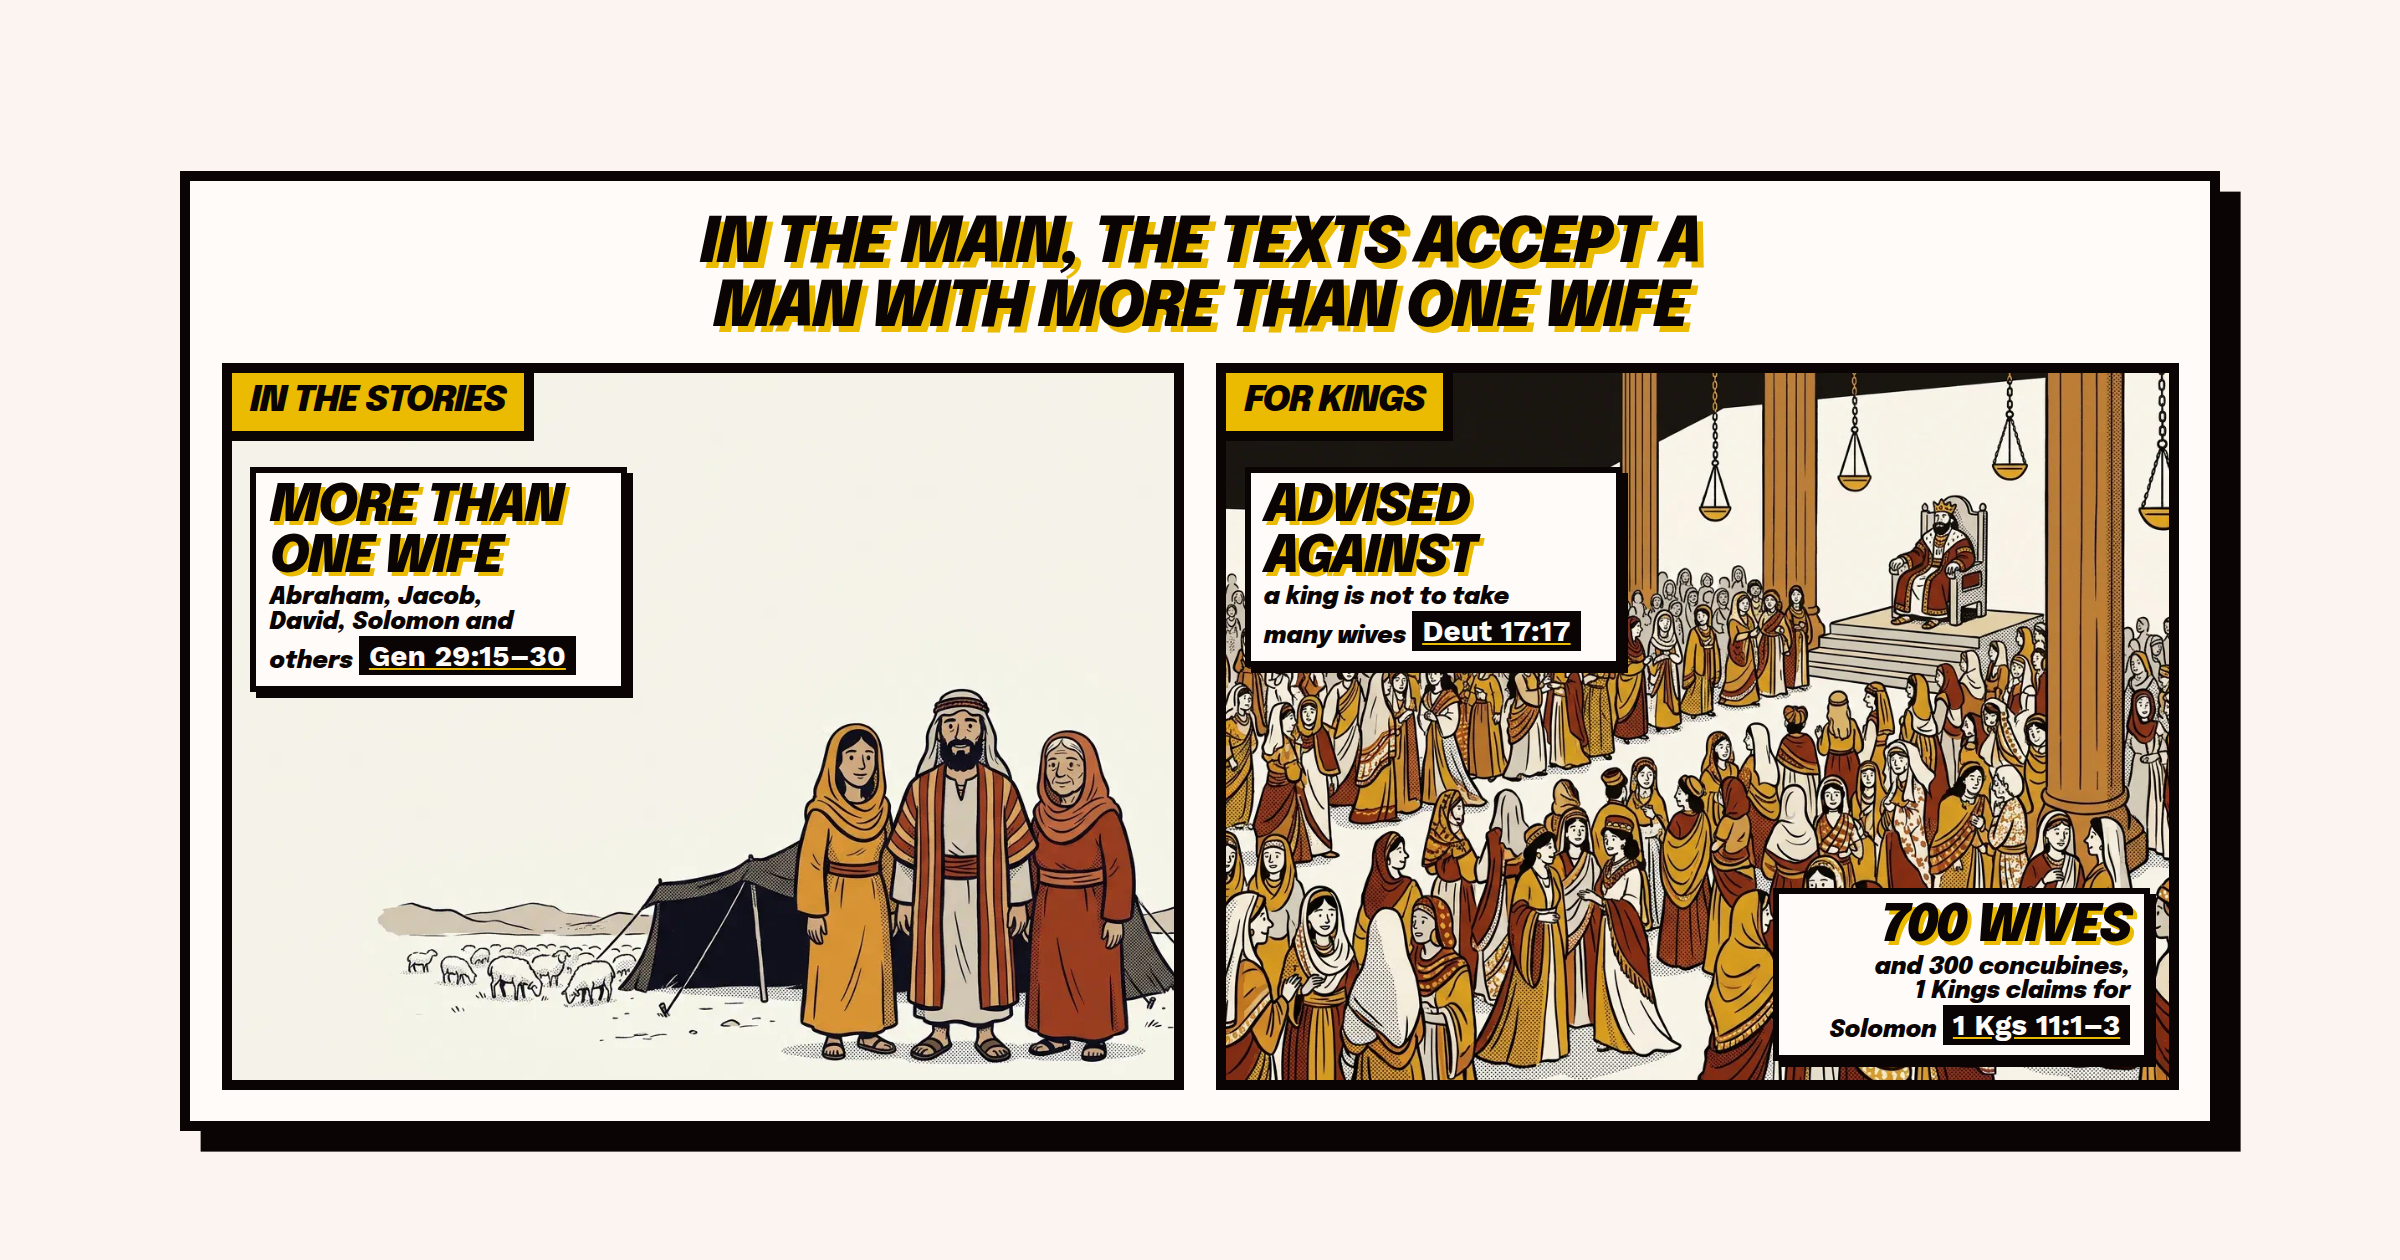 IN THE MAIN, THE TEXTS ACCEPT A
MAN WITH MORE THAN ONE WIFE
IN THE STORIES
MORE THAN
ONE WIFE
Abraham, Jacob,
David, Solomon and
others Gen 29:15–30
FOR KINGS
ADVISED
AGAINST
a king is not to take
many wives Deut 17:17
700 WIVES
and 300 concubines,
1 Kings claims for
Solomon 1 Kgs 11:1–3